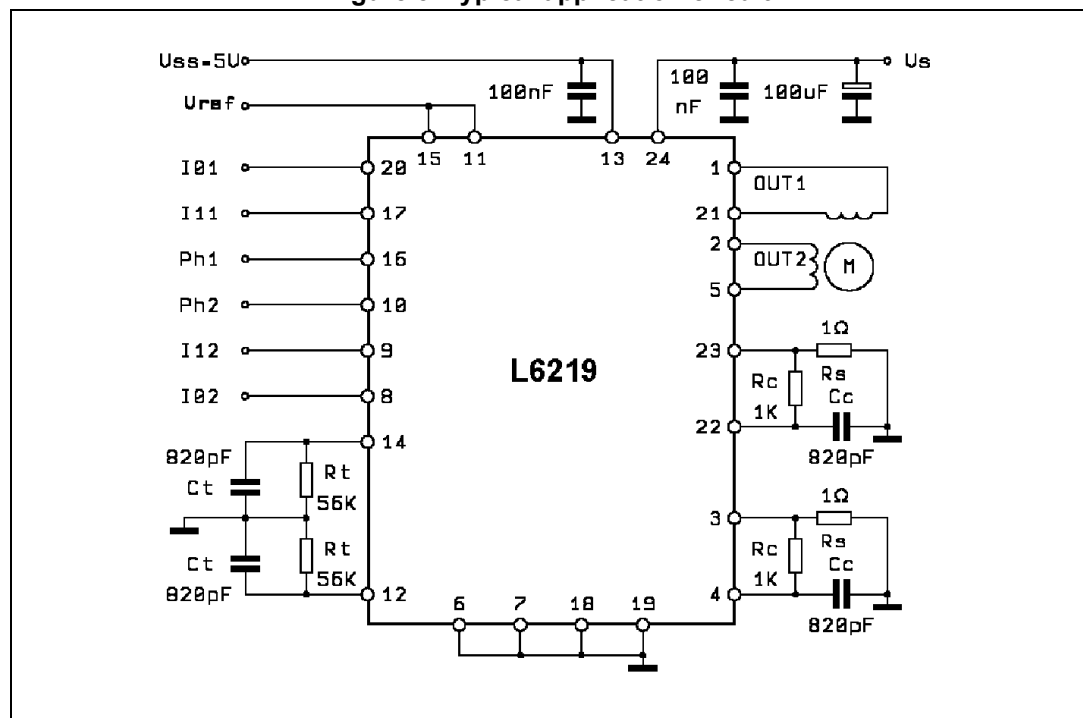 Uss=5V
Us
100nF
100
nF
100uF
Uref
15
11
13
24
I01
20
1
OUT1
I11
17
21
2
Ph1
16
OUT2
M
5
Ph2
10
I12
9
23
1Ω
Rs
L6219
I02
8
Rc
1K
Cc
14
22
820pF
820pF
Ct
Rt
56K
3
1Ω
Rs
Ct
Rt
Rc
Cc
820pF
56K
12
1K
4
820pF
6
7
18
19